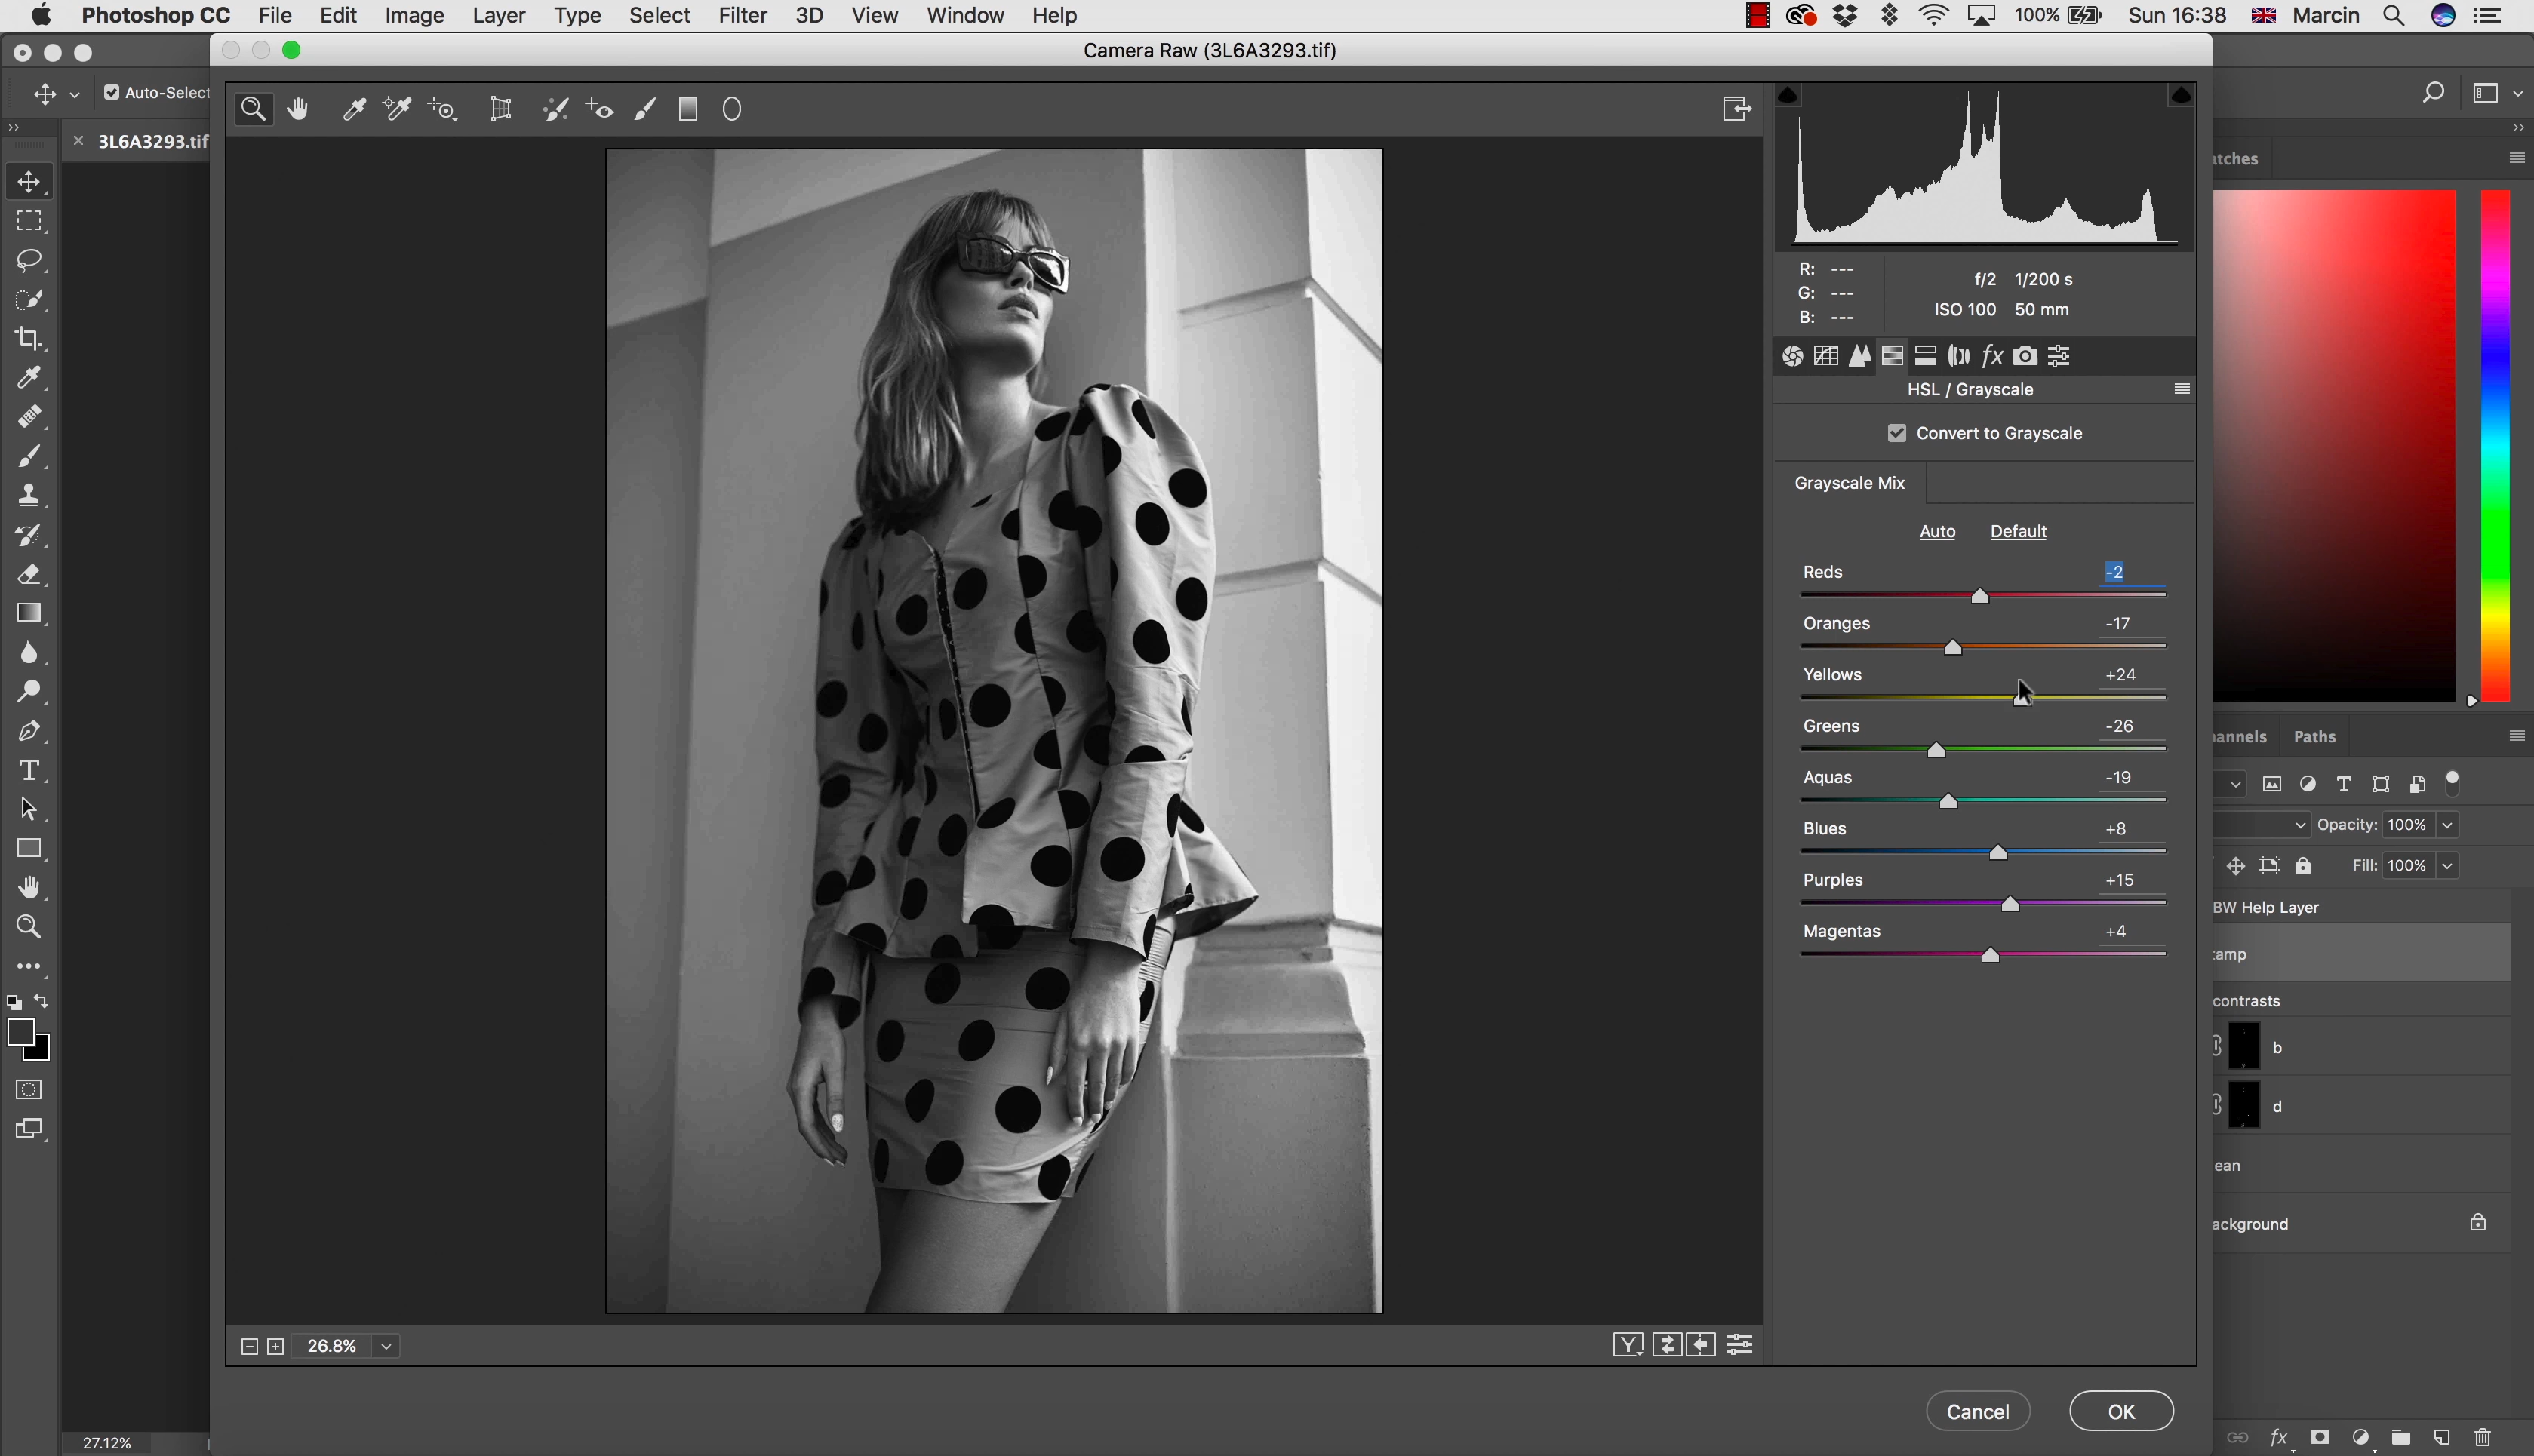 Photoshop CC File Edit Image Layer Type Select Filter 3D View Window Help 100% Sun 16:38 Marcin
Camera Raw (3L6A3293.tif)
Auto-Select
3L6A3293.tif
atches
R: ---
G: ---
B: ---
f/2 1/200 s
ISO 100 50 mm
fx
HSL / Grayscale
Convert to Grayscale
Grayscale Mix
Auto Default
Reds -2
Oranges -17
Yellows +24
Greens -26
Aquas -19
Blues +8
Purples +15
Magentas +4
annels Paths
Opacity: 100%
Fill: 100%
BW Help Layer
tamp
contrasts
b
d
lean
ackground
26.8%
Y
Cancel OK
27.12%
fx